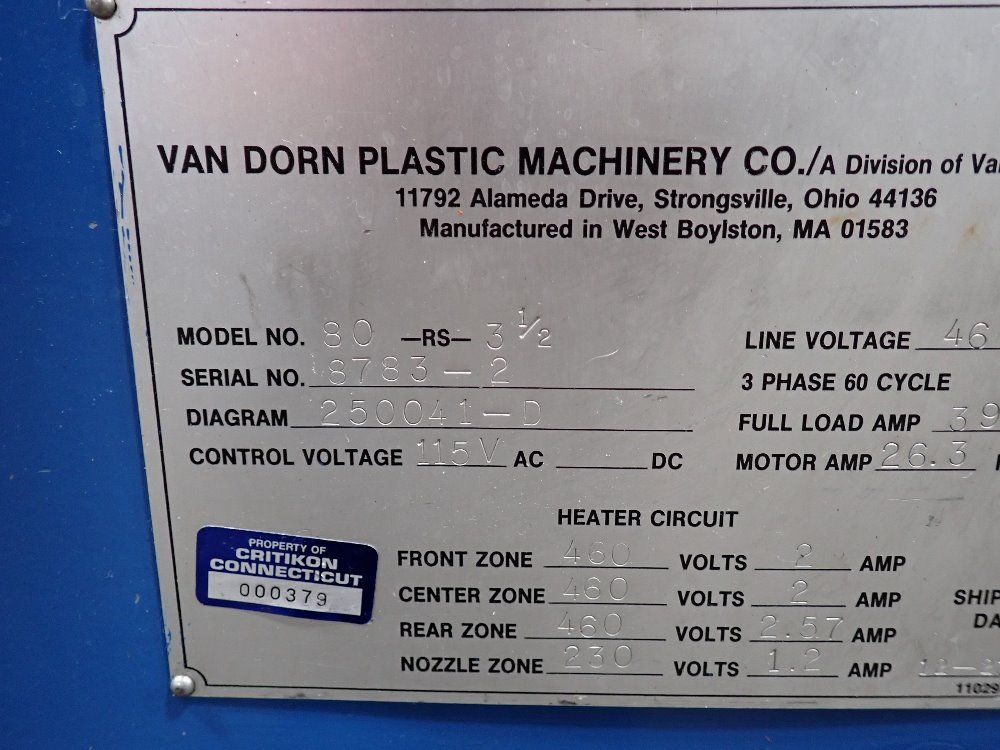 VAN DORN PLASTIC MACHINERY CO./A Division of Va
11792 Alameda Drive, Strongsville, Ohio 44136
Manufactured in West Boylston, MA 01583
MODEL NO. 80 —RS— 3 1/2
LINE VOLTAGE 46
SERIAL NO. 8783-2
3 PHASE 60 CYCLE
DIAGRAM 250041-D
FULL LOAD AMP 39
CONTROL VOLTAGE 115V AC DC
MOTOR AMP 26.3
HEATER CIRCUIT
FRONT ZONE 460 VOLTS 2 AMP
CENTER ZONE 460 VOLTS 2 AMP
REAR ZONE 460 VOLTS 2.57 AMP
NOZZLE ZONE 230 VOLTS 1.2 AMP
SHIP
DA
11029
PROPERTY OF
CRITIKON
CONNECTICUT
000379